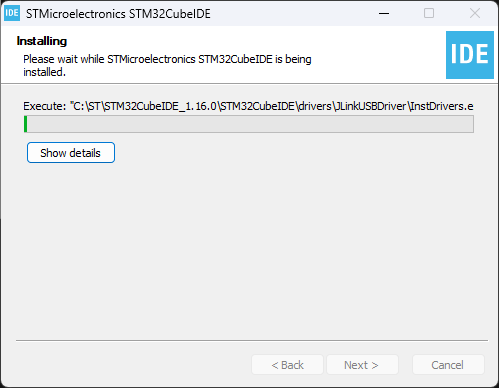 IDE STMicroelectronics STM32CubeIDE
Installing
Please wait while STMicroelectronics STM32CubeIDE is being
installed.
IDE
Execute: "C:\ST\STM32CubeIDE_1.16.0\STM32CubeIDE\drivers\JLinkUSBDriver\InstDrivers.e
Show details
< Back
Next >
Cancel